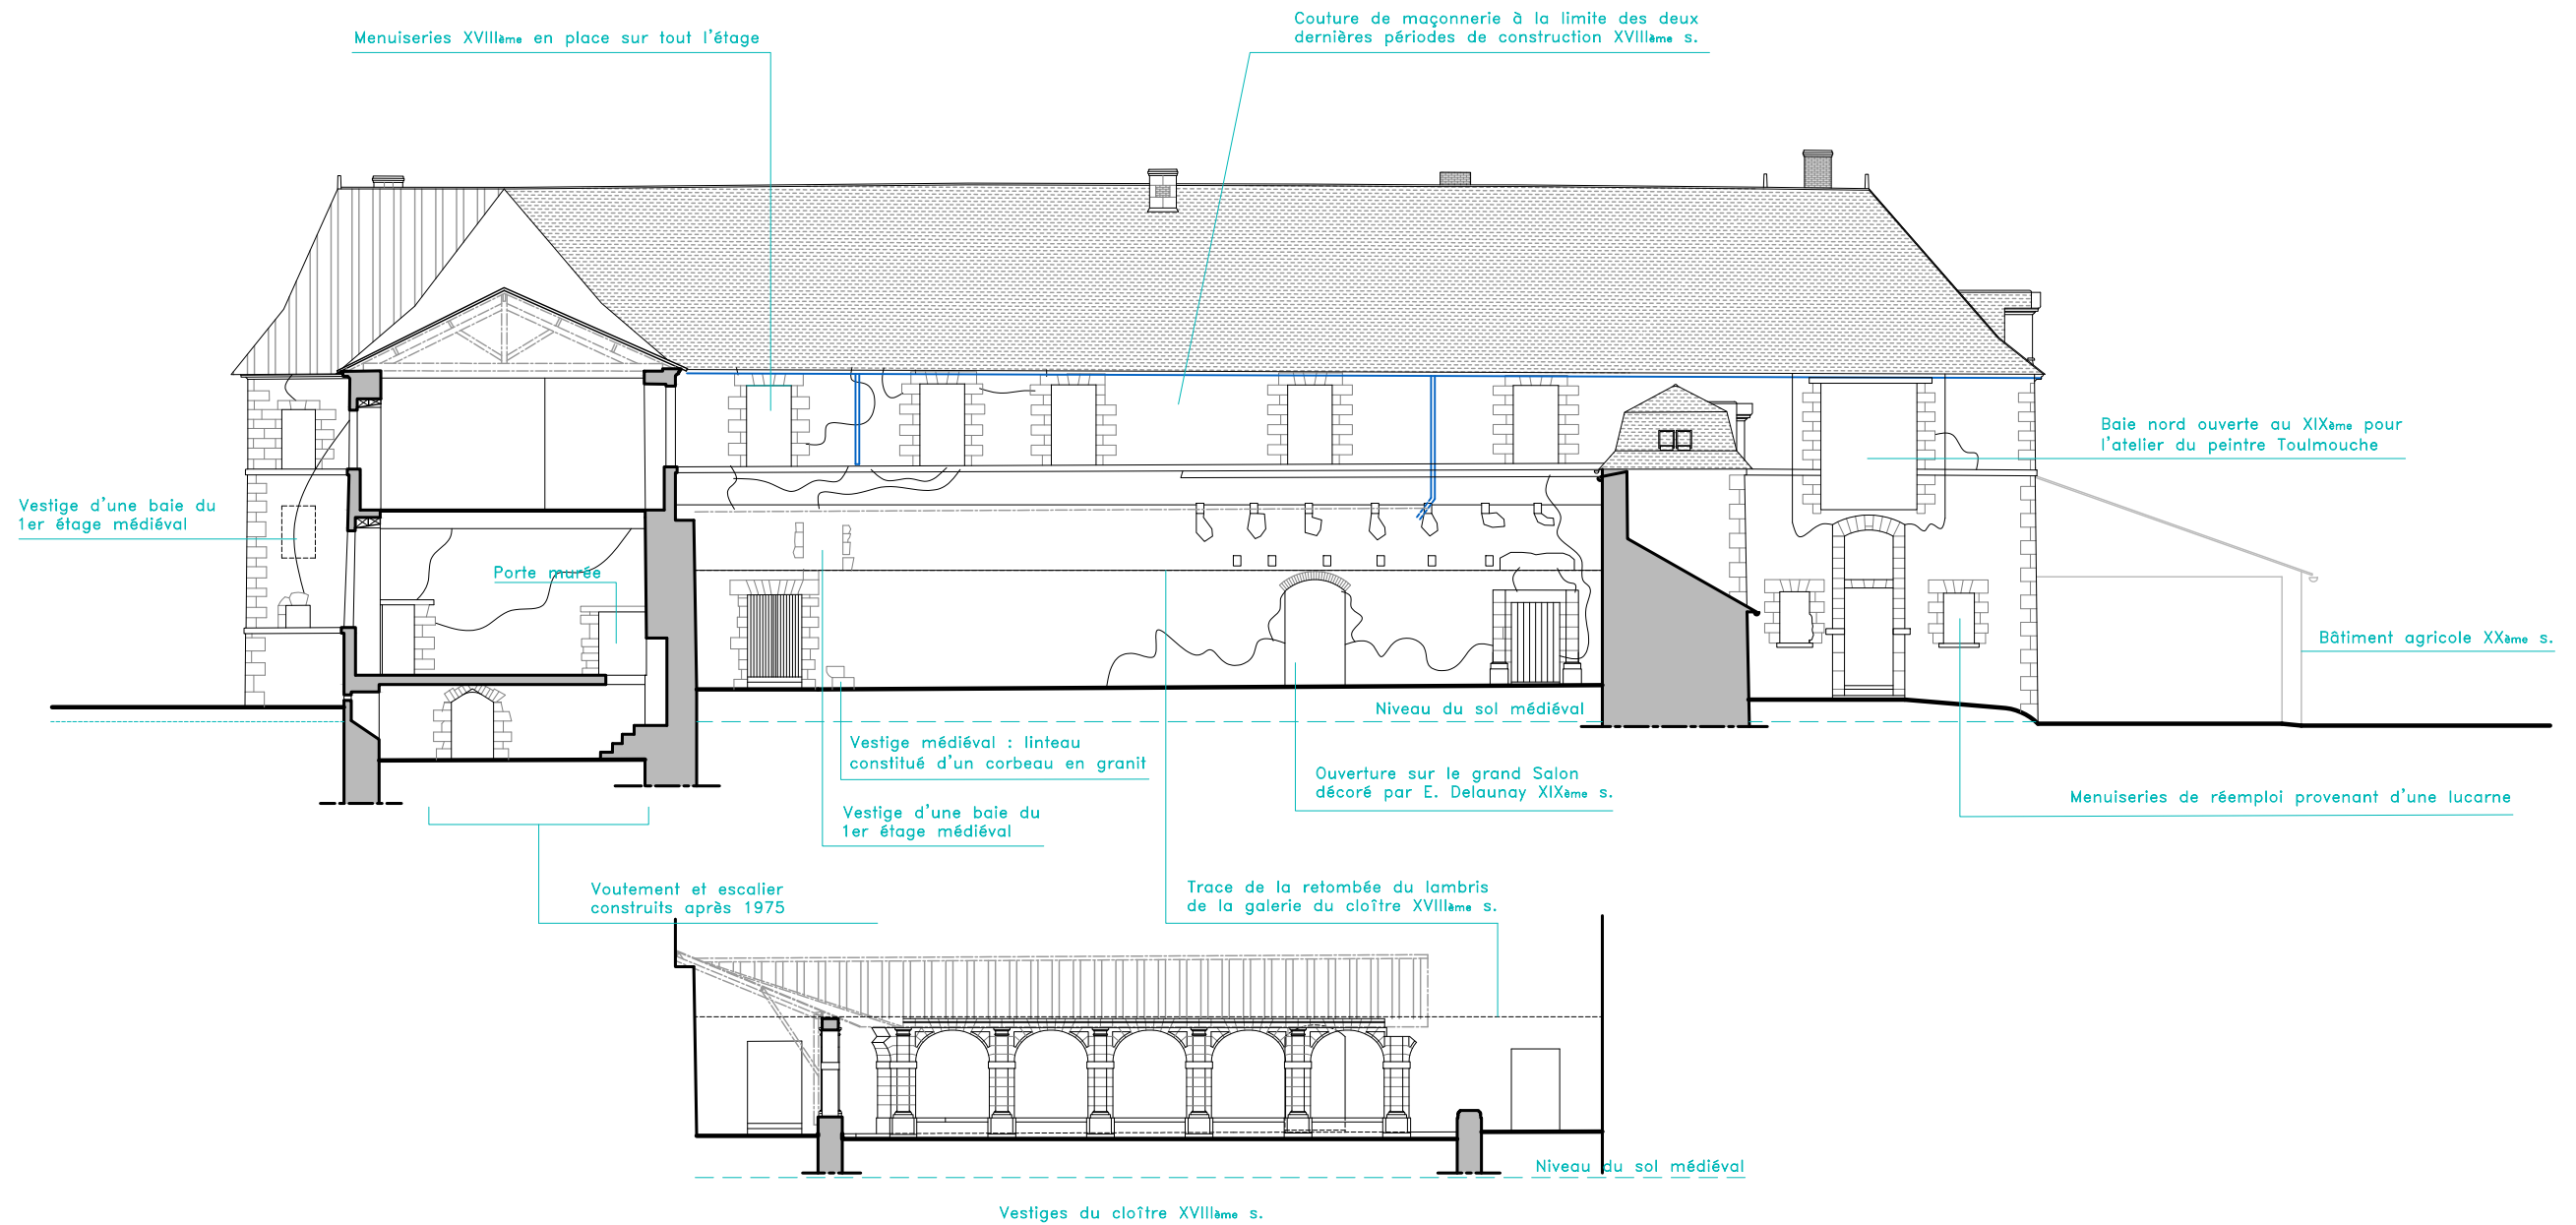 Couture de maçonnerie à la limite des deux
dernières périodes de construction XVIIIème s.
Menuiseries XVIIIème en place sur tout l'étage
Baie nord ouverte au XIXème pour
l'atelier du peintre Toulmouche
Vestige d'une baie du
1er étage médiéval
Porte murée
Bâtiment agricole XXème s.
Niveau du sol médiéval
Vestige médiéval : linteau
constitué d'un corbeau en granit
Ouverture sur le grand Salon
décoré par E. Delaunay XIXème s.
Menuiseries de réemploi provenant d'une lucarne
Vestige d'une baie du
1er étage médiéval
Voutement et escalier
construits après 1975
Trace de la retombée du lambris
de la galerie du cloître XVIIIème s.
Niveau du sol médiéval
Vestiges du cloître XVIIIème s.